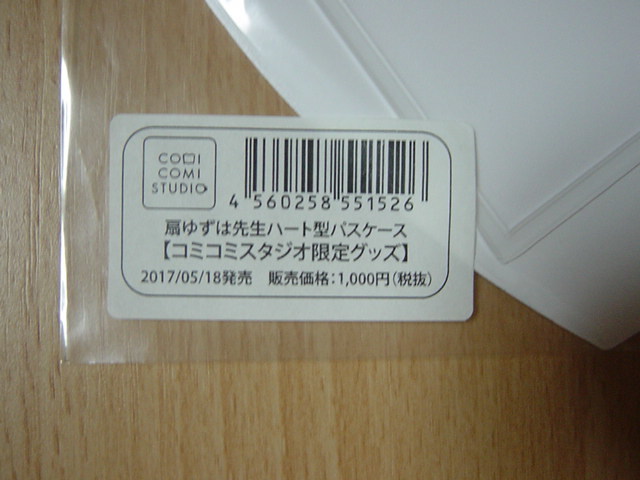 COMI
COMI
STUDIO
4 560258 551526
扇ゆずは先生ハート型パスケース
【コミコミスタジオ限定グッズ】
2017/05/18発売 販売価格:1,000円(税抜)